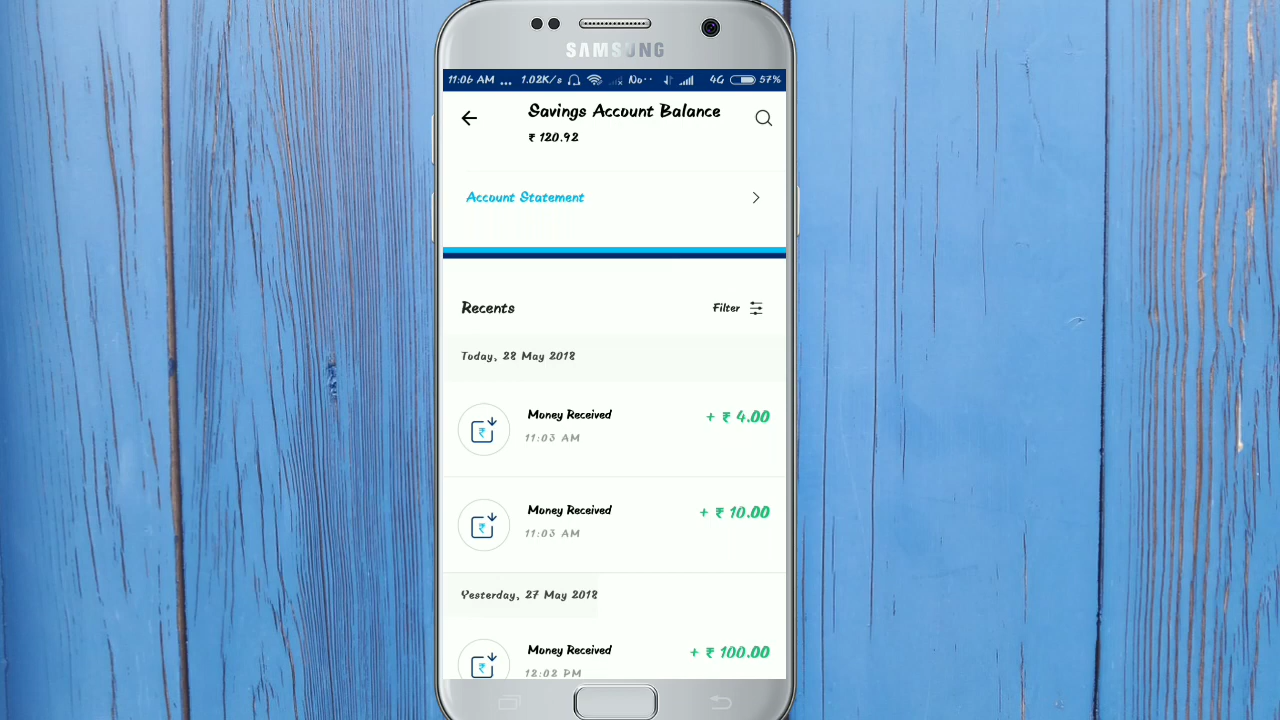 SAMSUNG
11:06 AM ... 1.02K/s No·· 4G 57%
Savings Account Balance
₹ 120.92
Account Statement
Recents
Filter
Today, 28 May 2018
Money Received
+ ₹ 4.00
11:03 AM
Money Received
+ ₹ 10.00
11:03 AM
Yesterday, 27 May 2018
Money Received
+ ₹ 100.00
12:02 PM